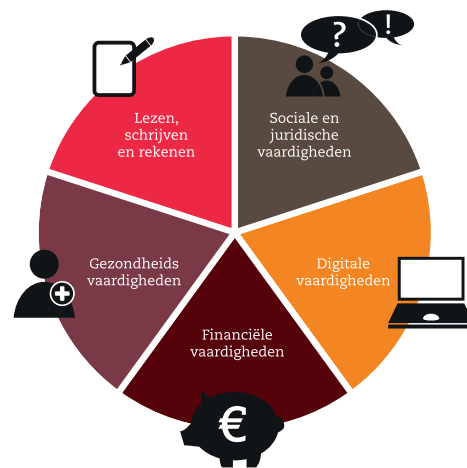 ?
!
Lezen,
schrijven
en rekenen
Sociale en
juridische
vaardigheden
Gezondheids
vaardigheden
Digitale
vaardigheden
Financiële
vaardigheden
€